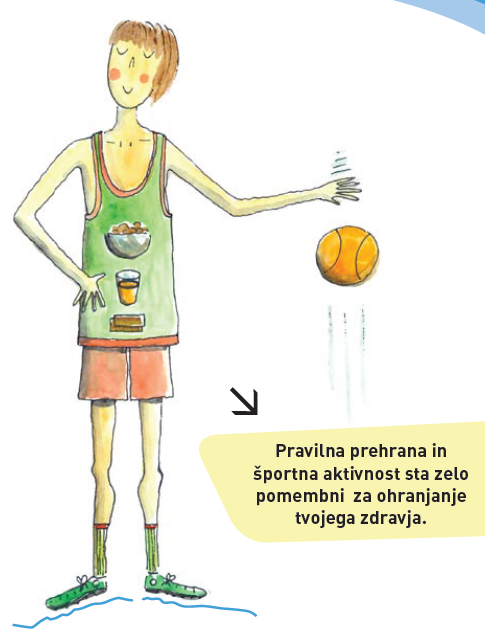 Pravilna prehrana in
športna aktivnost sta zelo
pomembni za ohranjanje
tvojega zdravja.